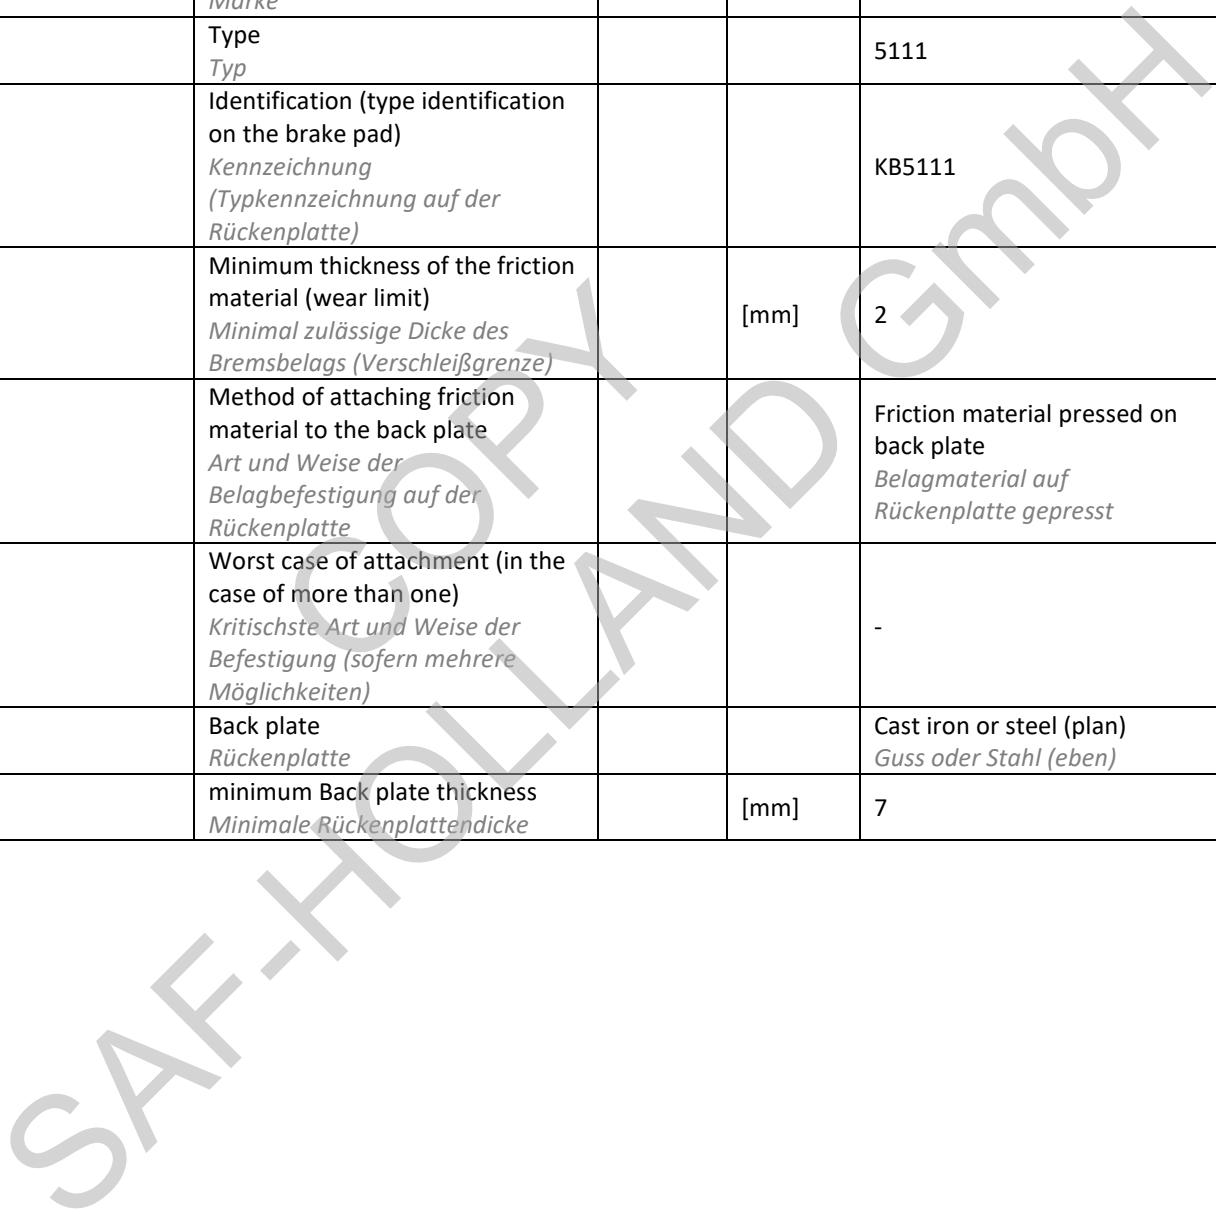 Marke
Type
Typ
5111
Identification (type identification
on the brake pad)
Kennzeichnung
(Typkennzeichnung auf der
Rückenplatte)
KB5111
Minimum thickness of the friction
material (wear limit)
Minimal zulässige Dicke des
Bremsbelags (Verschleißgrenze)
[mm]
2
Method of attaching friction
material to the back plate
Art und Weise der
Belagbefestigung auf der
Rückenplatte
Friction material pressed on
back plate
Belagmaterial auf
Rückenplatte gepresst
Worst case of attachment (in the
case of more than one)
Kritischste Art und Weise der
Befestigung (sofern mehrere
Möglichkeiten)
-
Back plate
Rückenplatte
Cast iron or steel (plan)
Guss oder Stahl (eben)
minimum Back plate thickness
Minimale Rückenplattendicke
[mm]
7
COPY
SAF-HOLLAND GmbH